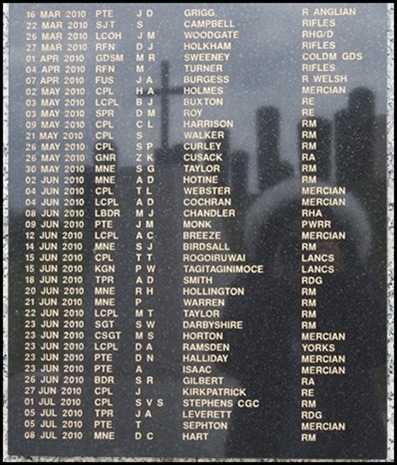 16 MAR 2010 PTE J D GRIGG R ANGLIAN
22 MAR 2010 SJT S CAMPBELL RIFLES
26 MAR 2010 LCOH J M WOODGATE RHG/D
27 MAR 2010 RFN D J HOLKHAM RIFLES
01 APR 2010 GDSM M R SWEENEY COLDM GDS
04 APR 2010 RFN M TURNER RIFLES
07 APR 2010 FUS J A BURGESS R WELSH
02 MAY 2010 CPL H A HOLMES MERCIAN
03 MAY 2010 LCPL B J BUXTON RE
03 MAY 2010 SPR D M ROY RE
09 MAY 2010 CPL C L HARRISON RM
21 MAY 2010 CPL S WALKER RM
26 MAY 2010 CPL S P CURLEY RM
26 MAY 2010 GNR Z K CUSACK RA
30 MAY 2010 MNE S G TAYLOR RM
02 JUN 2010 MNE A D HOTINE RM
04 JUN 2010 CPL T L WEBSTER MERCIAN
04 JUN 2010 LCPL A D COCHRAN MERCIAN
08 JUN 2010 LBDR M J CHANDLER RHA
09 JUN 2010 PTE J M MONK PWRR
12 JUN 2010 LCPL A C BREEZE MERCIAN
14 JUN 2010 MNE S J BIRDSALL RM
15 JUN 2010 CPL T T ROGOIRUWAI LANCS
15 JUN 2010 KGN P W TAGITAGINIMOCE LANCS
18 JUN 2010 TPR A D SMITH RDG
20 JUN 2010 MNE R H HOLLINGTON RM
21 JUN 2010 MNE P WARREN RM
22 JUN 2010 LCPL M T TAYLOR RM
23 JUN 2010 SGT S W DARBYSHIRE RM
23 JUN 2010 CSGT M S HORTON MERCIAN
23 JUN 2010 LCPL D A RAMSDEN YORKS
23 JUN 2010 PTE D N HALLIDAY MERCIAN
23 JUN 2010 PTE A ISAAC MERCIAN
26 JUN 2010 BDR S R GILBERT RA
27 JUN 2010 CPL J KIRKPATRICK RE
01 JUL 2010 CPL S V S STEPHENS CGC RM
05 JUL 2010 TPR J A LEVERETT RDG
05 JUL 2010 PTE T SEPHTON MERCIAN
08 JUL 2010 MNE D C HART RM